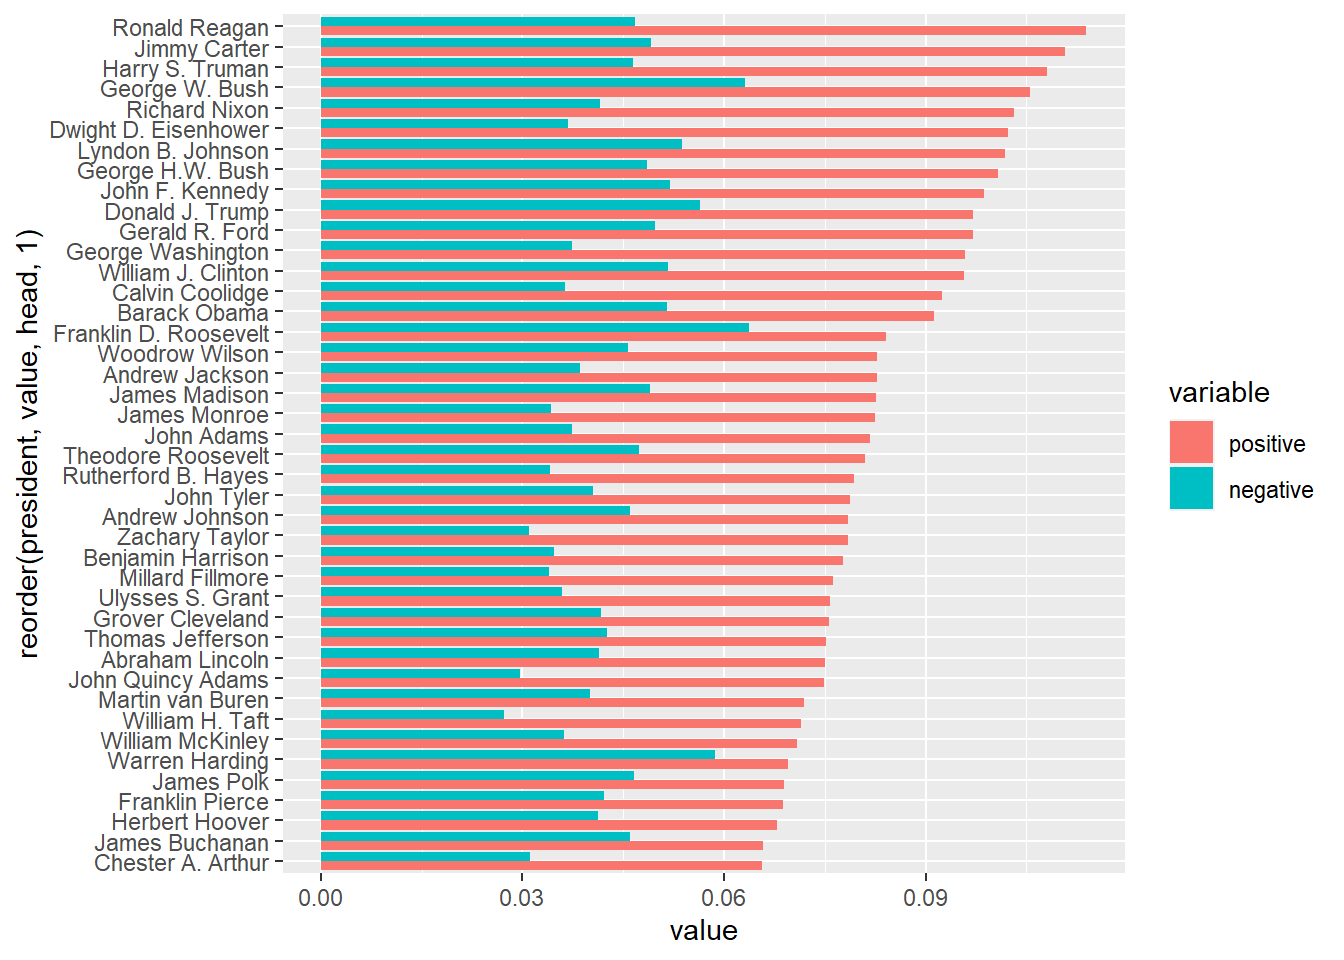 reorder(president, value, head, 1)
Ronald Reagan
Jimmy Carter
Harry S. Truman
George W. Bush
Richard Nixon
Dwight D. Eisenhower
Lyndon B. Johnson
George H.W. Bush
John F. Kennedy
Donald J. Trump
Gerald R. Ford
George Washington
William J. Clinton
Calvin Coolidge
Barack Obama
Franklin D. Roosevelt
Woodrow Wilson
Andrew Jackson
James Madison
James Monroe
John Adams
Theodore Roosevelt
Rutherford B. Hayes
John Tyler
Andrew Johnson
Zachary Taylor
Benjamin Harrison
Millard Fillmore
Ulysses S. Grant
Grover Cleveland
Thomas Jefferson
Abraham Lincoln
John Quincy Adams
Martin van Buren
William H. Taft
William McKinley
Warren Harding
James Polk
Franklin Pierce
Herbert Hoover
James Buchanan
Chester A. Arthur
0.00 0.03 0.06 0.09
value
variable
positive
negative